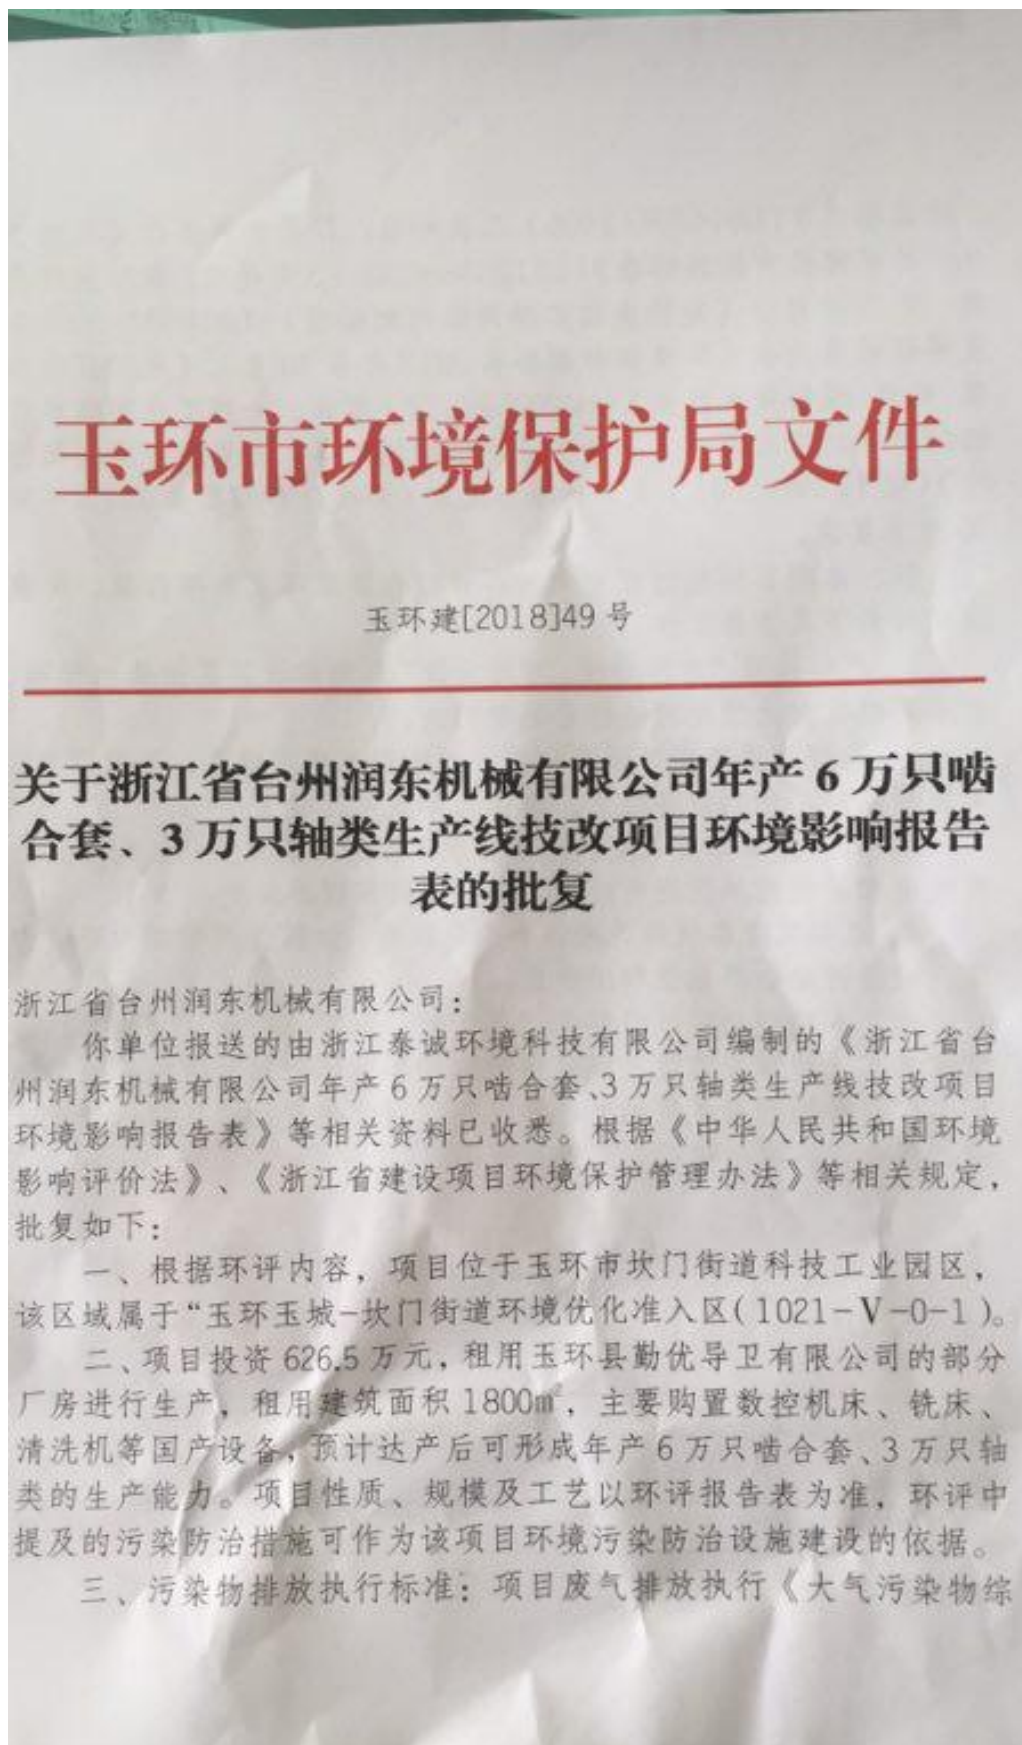 玉环市环境保护局文件
玉环建[2018]49号
关于浙江省台州润东机械有限公司年产6万只啮
合套、3万只轴类生产线技改项目环境影响报告
表的批复
浙江省台州润东机械有限公司:
你单位报送的由浙江泰诚环境科技有限公司编制的《浙江省台
州润东机械有限公司年产6万只啮合套、3万只轴类生产线技改项目
环境影响报告表》等相关资料已收悉。根据《中华人民共和国环境
影响评价法》、《浙江省建设项目环境保护管理办法》等相关规定,
批复如下:
一、根据环评内容,项目位于玉环市坎门街道科技工业园区,
该区域属于“玉环玉城-坎门街道环境优化准入区(1021-V-0-1)。
二、项目投资626.5万元,租用玉环县勤优导卫有限公司的部分
厂房进行生产,租用建筑面积1800㎡,主要购置数控机床、铣床、
清洗机等国产设备,预计达产后可形成年产6万只啮合套、3万只轴
类的生产能力。项目性质、规模及工艺以环评报告表为准,环评中
提及的污染防治措施可作为该项目环境污染防治设施建设的依据。
三、污染物排放执行标准:项目废气排放执行《大气污染物综